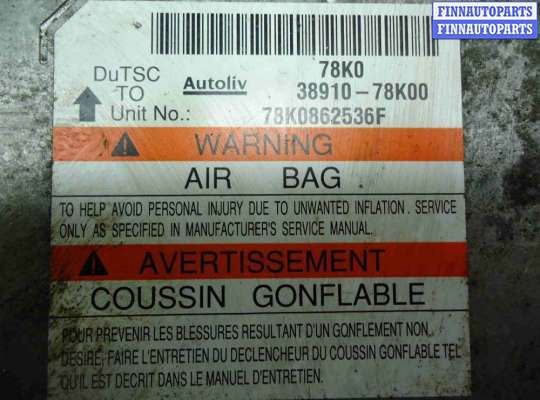 FINNAUTOPARTS
FINNAUTOPARTS
78K0
DuTSC Autoliv 38910-78K00
TO
Unit No.: 78K0862536F
WARNING
AIR BAG
TO HELP AVOID PERSONAL INJURY DUE TO UNWANTED INFLATION. SERVICE
ONLY AS SPECIFIED IN MANUFACTURER'S SERVICE MANUAL.
AVERTISSEMENT
COUSSIN GONFLABLE
POUR PREVENIR LES BLESSURES RESULTANT D'UN GONFLEMENT NON
DESIRE, FAIRE L'ENTRETIEN DU DECLENCHEUR DU COUSSIN GONFLABLE TEL
QU'IL EST DECRIT DANS LE MANUEL D'ENTRETIEN.